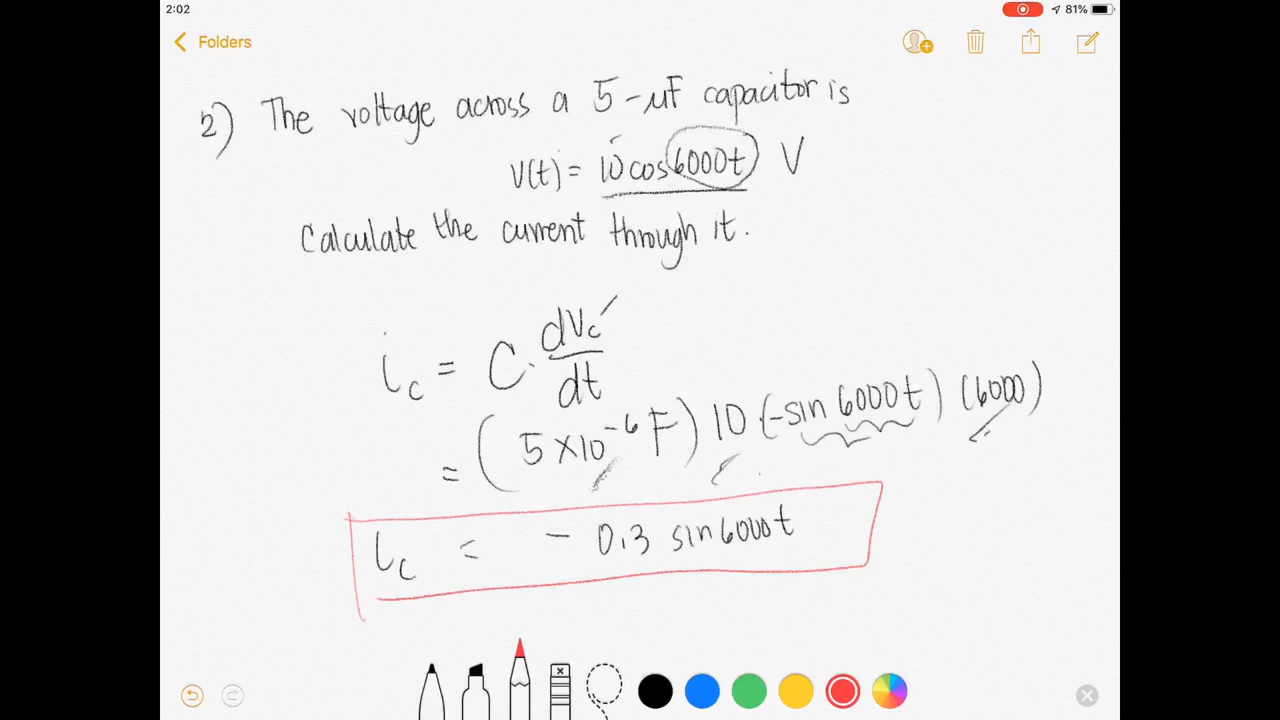 2:02
81%
Folders
2) The voltage across a 5-μF capacitor is
v(t) = 10 cos 6000t V
Calculate the current through it.
ic = C · dvc/dt
= (5 × 10⁻⁶ F) 10 (-sin 6000t) (6000)
ic = - 0.3 sin 6000t